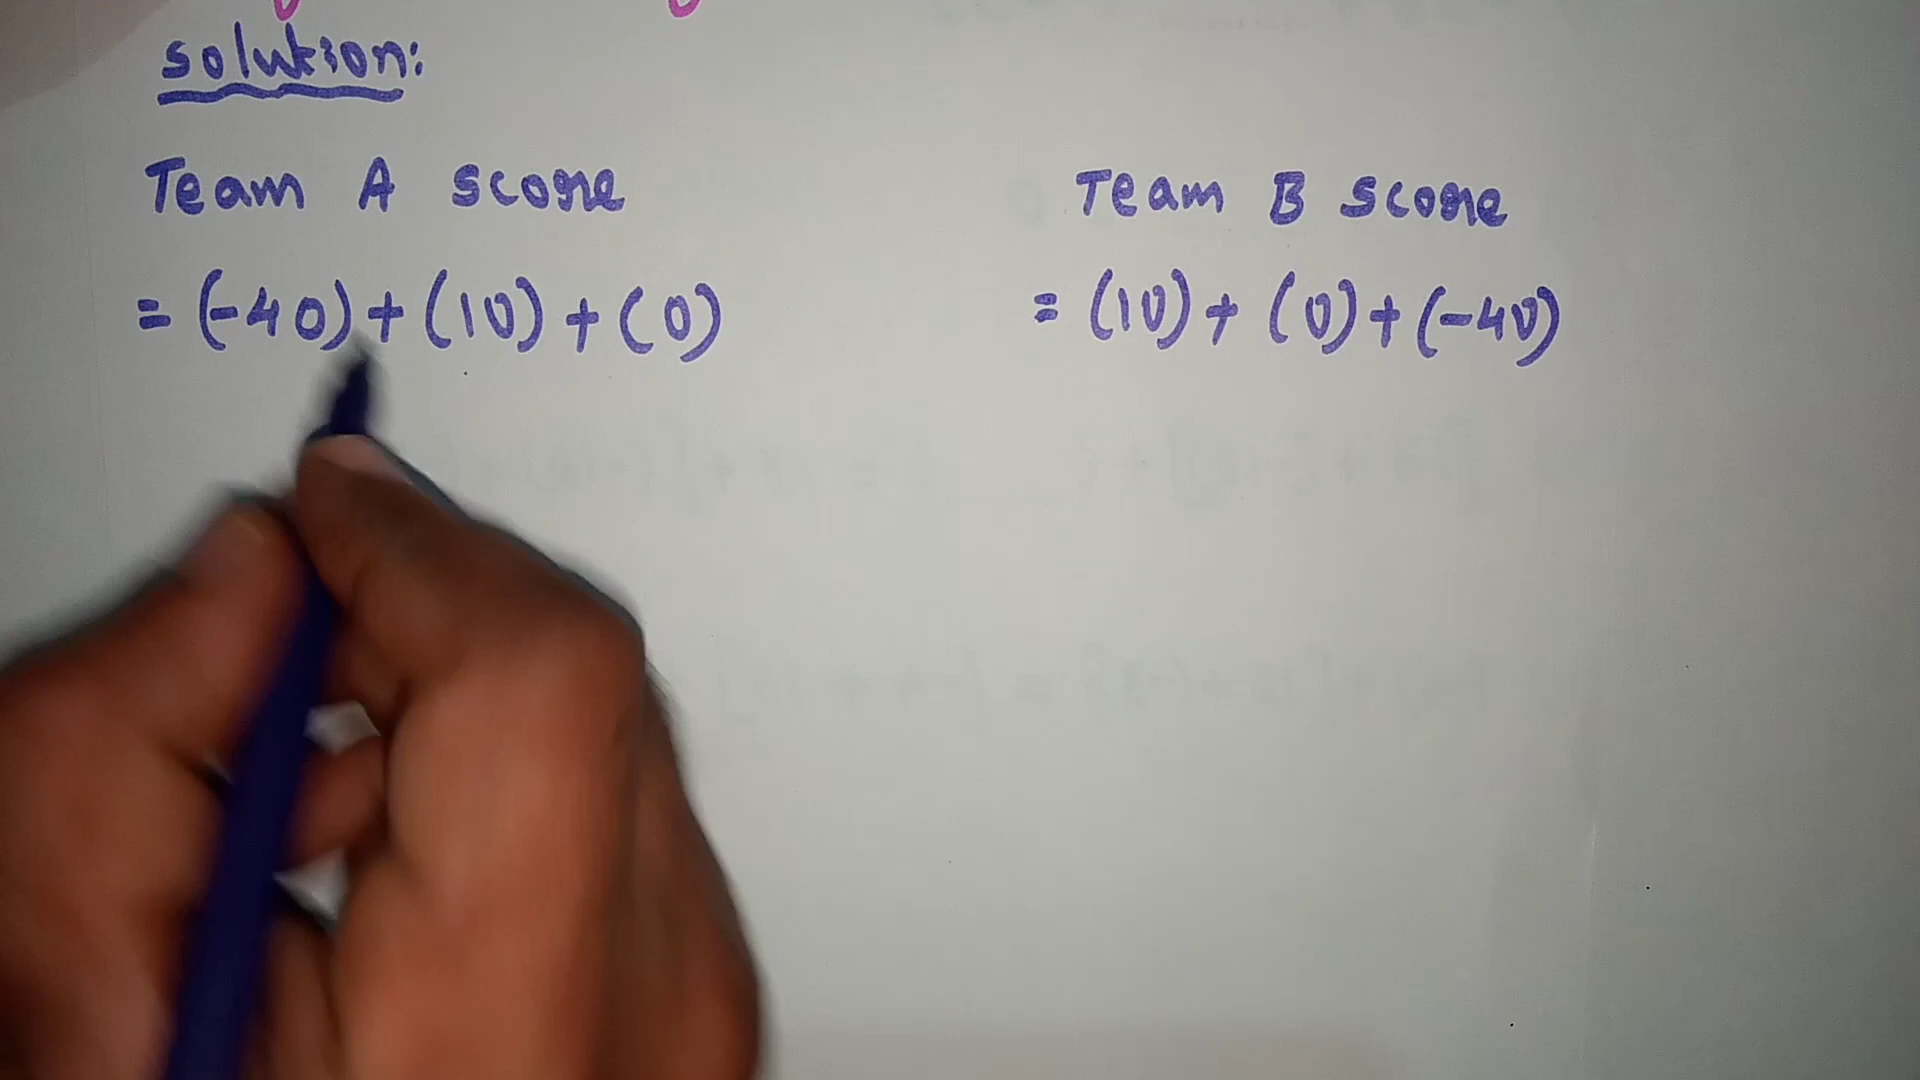 Solution:
Team A score
= (-40) + (10) + (0)
Team B score
= (10) + (0) + (-40)